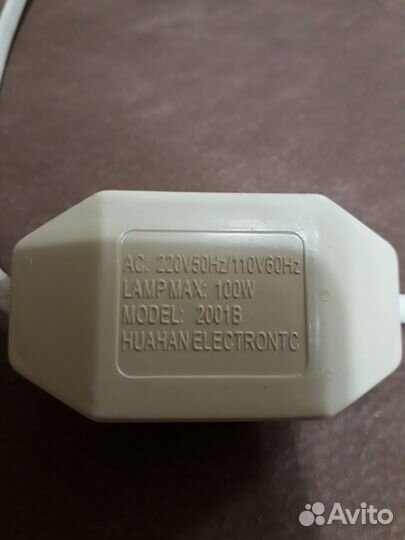 AC: 220V50Hz/110V60Hz
LAMP MAX: 100W
MODEL: 2001B
HUAHAN ELECTRONTC
Avito